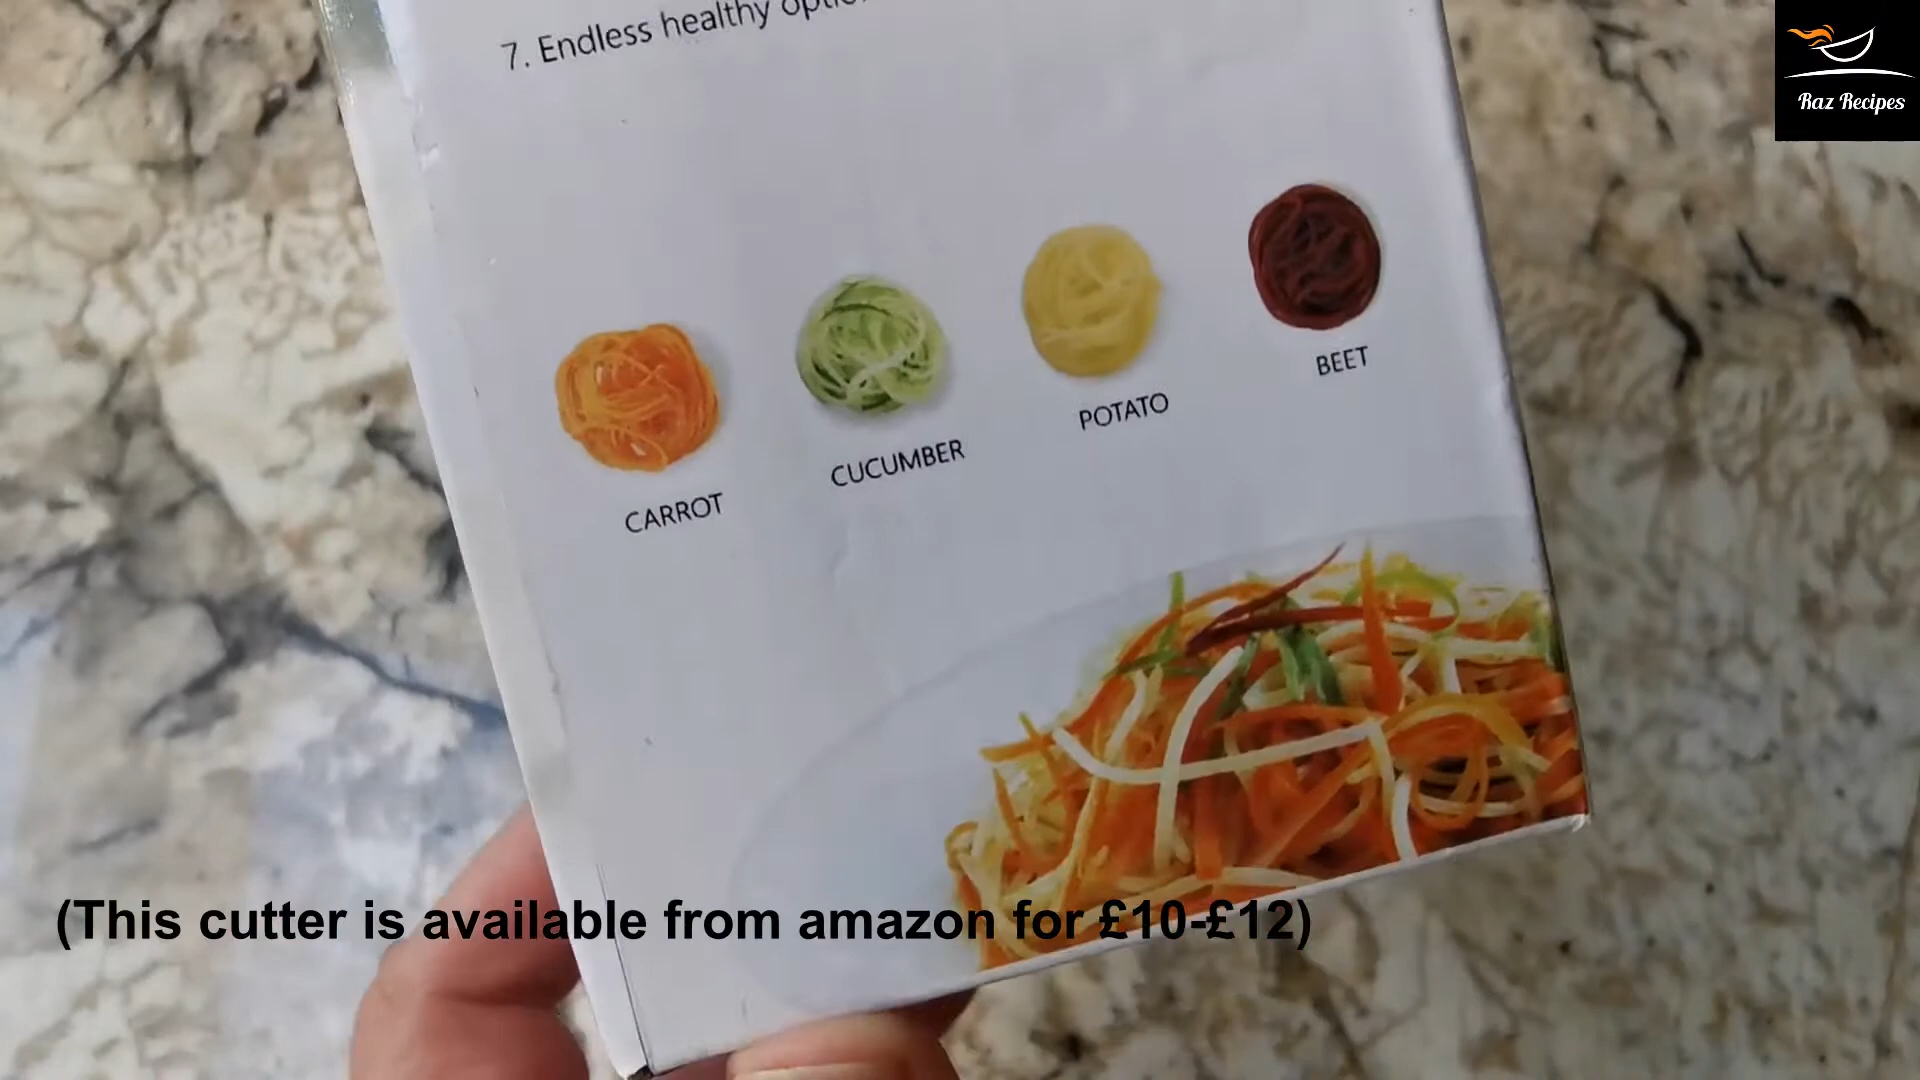 7. Endless healthy
Raz Recipes
BEET
POTATO
CUCUMBER
CARROT
(This cutter is available from amazon for £10-£12)